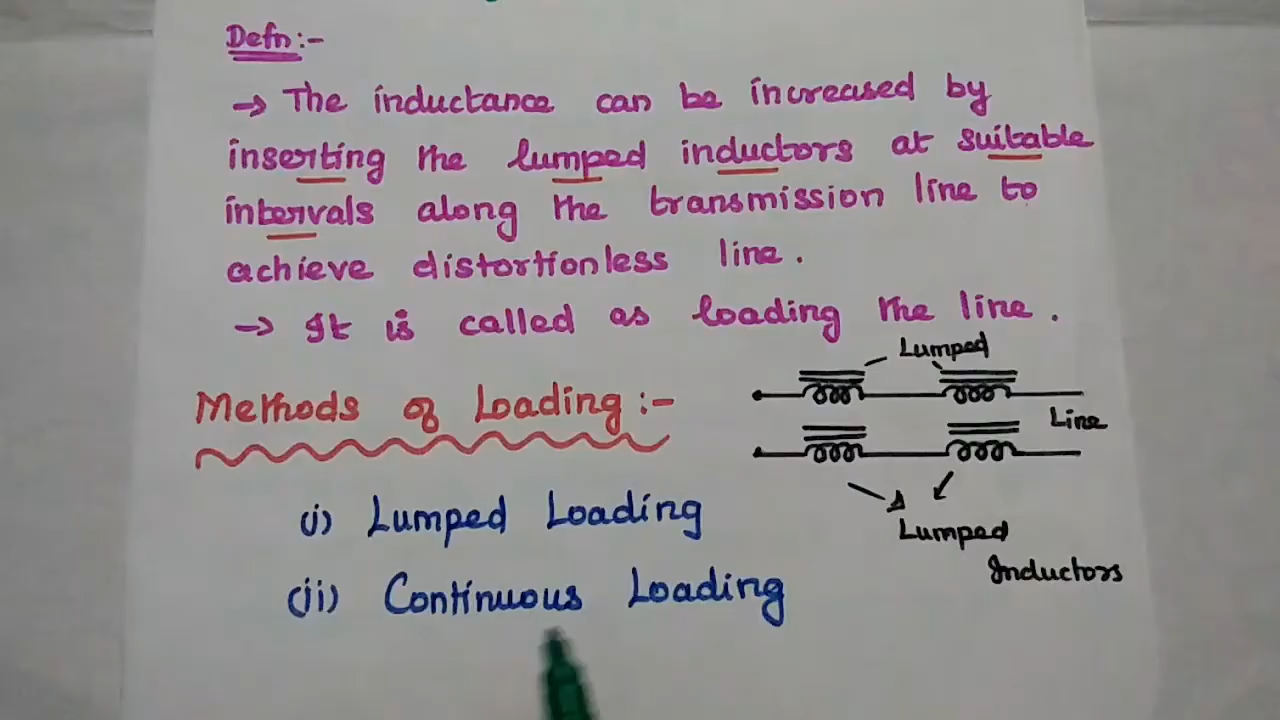 Defn:-
→ The inductance can be increased by
inserting the lumped inductors at suitable
intervals along the transmission line to
achieve distortionless line.
→ It is called as loading the line.
Methods of Loading:-
(i) Lumped Loading
(ii) Continuous Loading
Lumped
Line
Lumped
Inductors